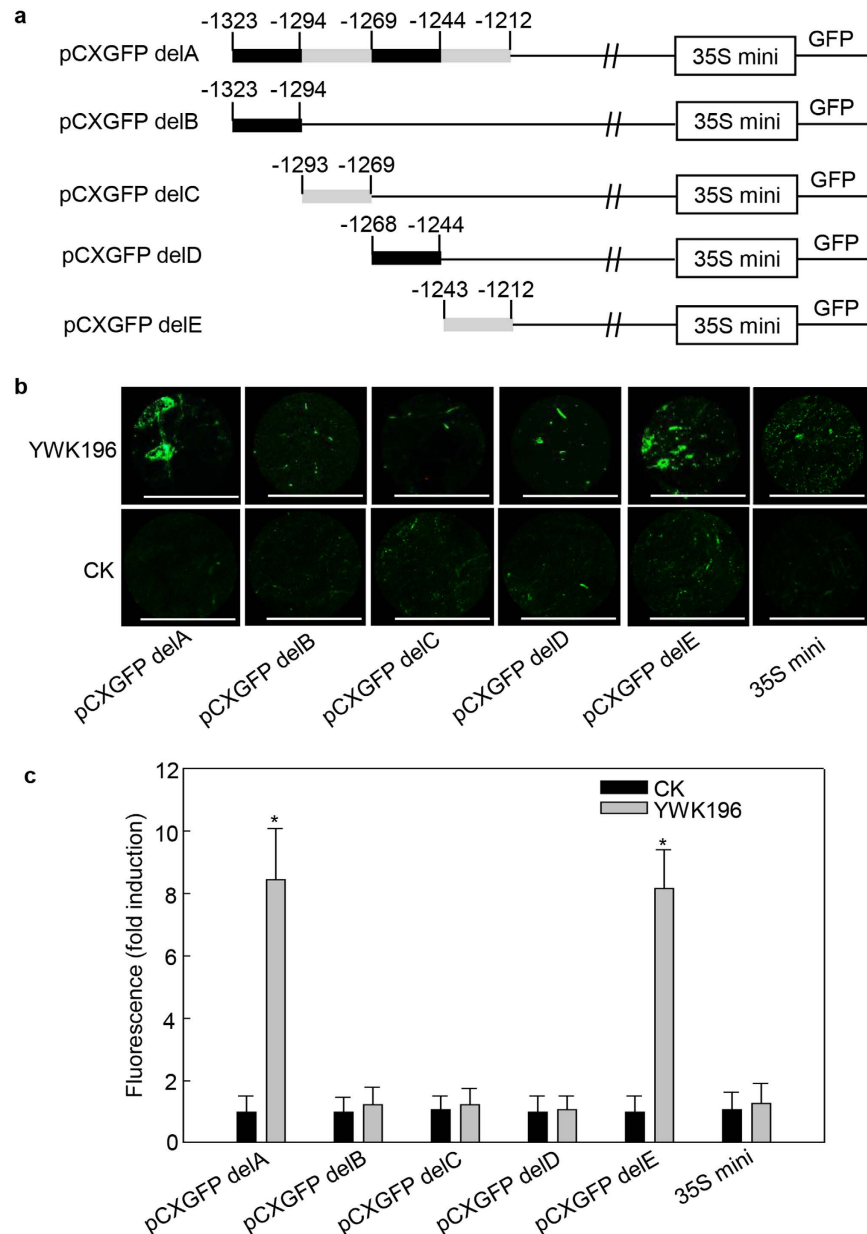 a
-1323 -1294 -1269 -1244 -1212
pCXGFP delA
35S mini
GFP
-1323 -1294
pCXGFP delB
35S mini
GFP
-1293 -1269
pCXGFP delC
35S mini
GFP
-1268 -1244
pCXGFP delD
35S mini
GFP
-1243 -1212
pCXGFP delE
35S mini
GFP
b
YWK196
CK
pCXGFP delA
pCXGFP delB
pCXGFP delC
pCXGFP delD
pCXGFP delE
35S mini
c
Fluorescence (fold induction)
12
10
8
6
4
2
0
CK
YWK196
*
*
pCXGFP delA
pCXGFP delB
pCXGFP delC
pCXGFP delD
pCXGFP delE
35S mini